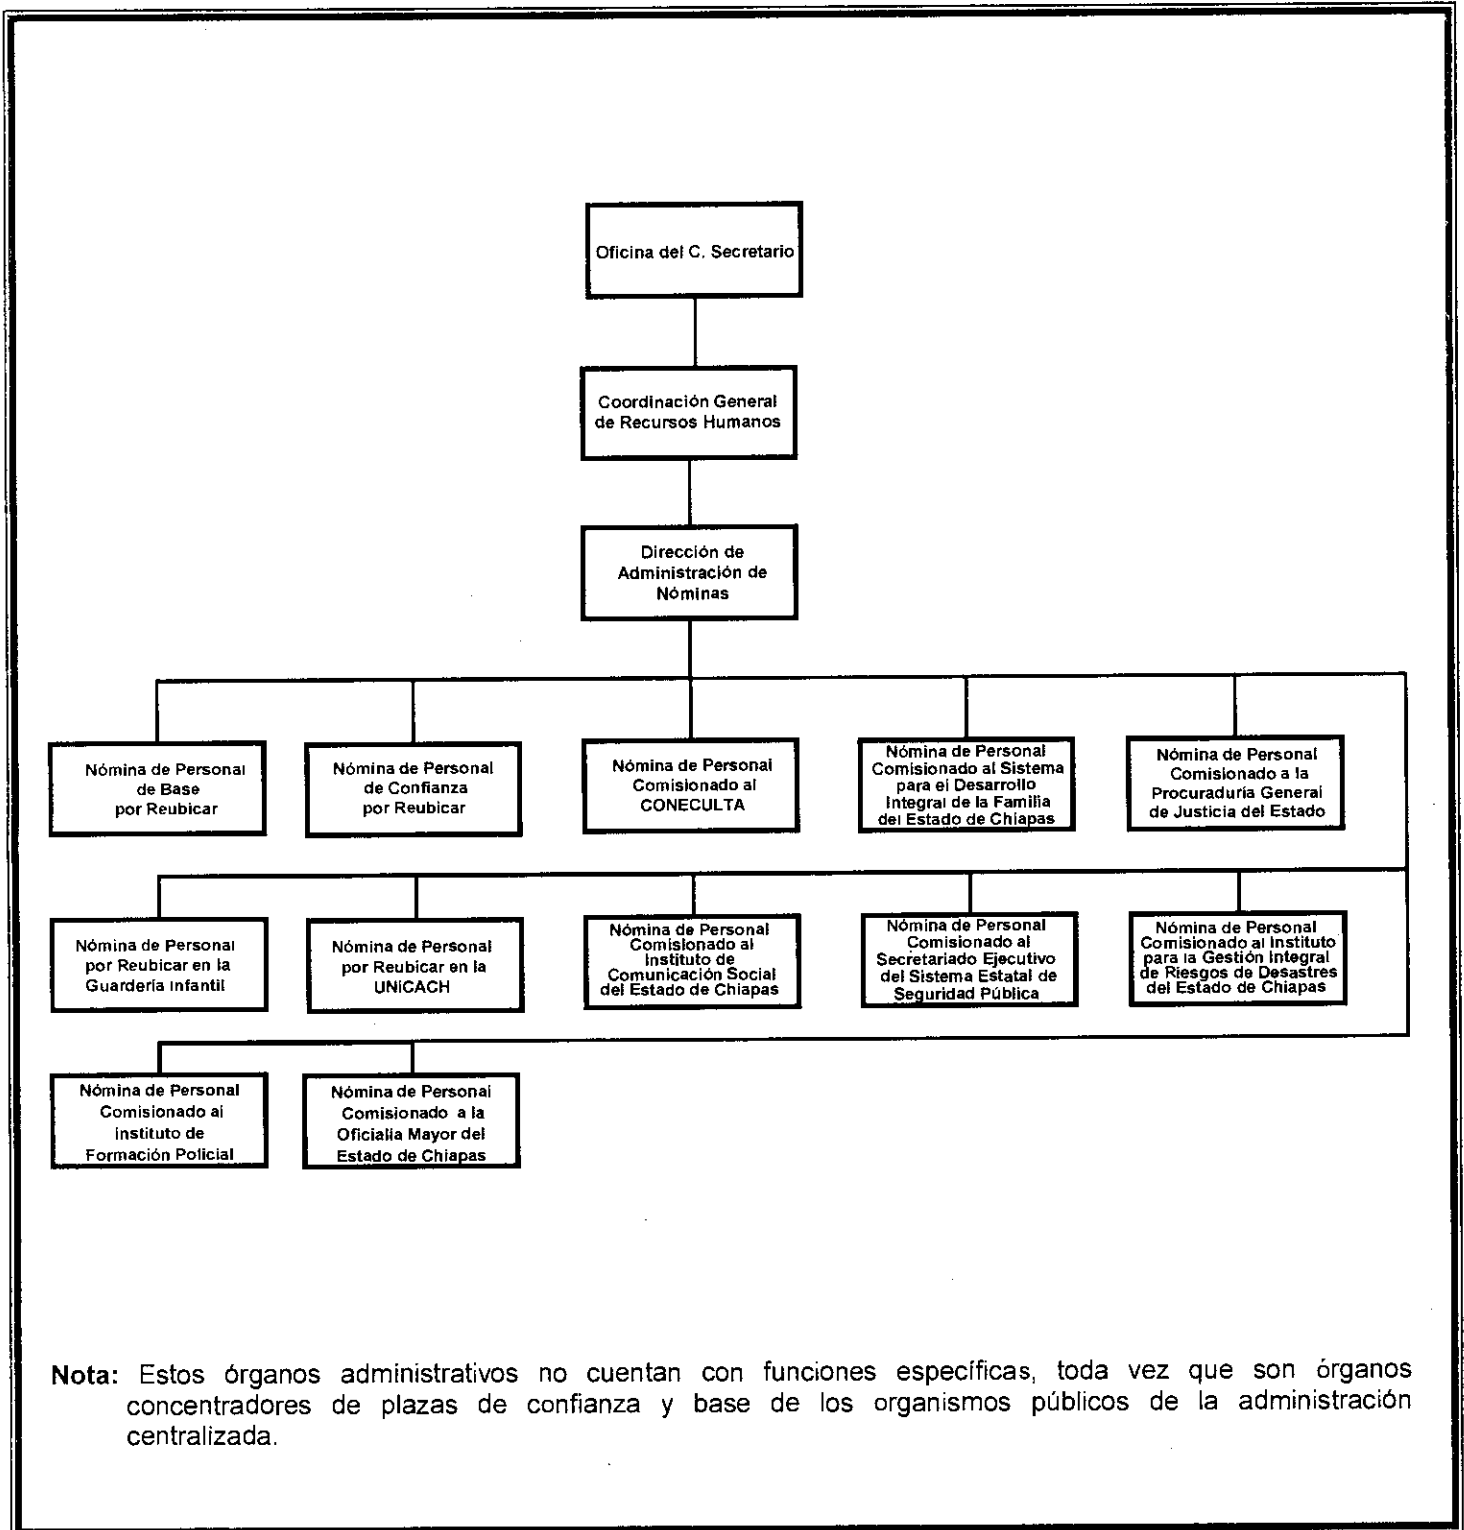 Oficina del C. Secretario
Coordinación General
de Recursos Humanos
Dirección de
Administración de
Nóminas
Nómina de Personal
de Base
por Reubicar
Nómina de Personal
de Confianza
por Reubicar
Nómina de Personal
Comisionado al
CONECULTA
Nómina de Personal
Comisionado al Sistema
para el Desarrollo
Integral de la Familia
del Estado de Chiapas
Nómina de Personal
Comisionado a la
Procuraduría General
de Justicia del Estado
Nómina de Personal
por Reubicar en la
Guardería Infantil
Nómina de Personal
por Reubicar en la
UNICACH
Nómina de Personal
Comisionado al
Instituto de
Comunicación Social
del Estado de Chiapas
Nómina de Personal
Comisionado al
Secretariado Ejecutivo
del Sistema Estatal de
Seguridad Pública
Nómina de Personal
Comisionado al Instituto
para la Gestión Integral
de Riesgos de Desastres
del Estado de Chiapas
Nómina de Personal
Comisionado al
Instituto de
Formación Policial
Nómina de Personal
Comisionado a la
Oficialía Mayor del
Estado de Chiapas
Nota: Estos órganos administrativos no cuentan con funciones específicas, toda vez que son órganos
concentradores de plazas de confianza y base de los organismos públicos de la administración
centralizada.